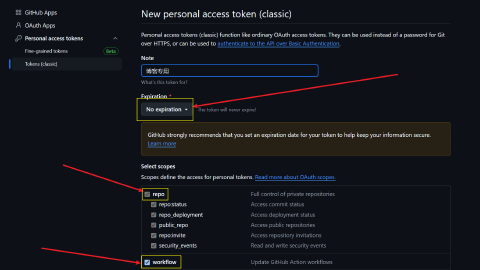 New personal access token (classic)
GitHub Apps
OAuth Apps
Personal access tokens
Fine-grained tokens
Beta
Tokens (classic)
Personal access tokens (classic) function like ordinary OAuth access tokens. They can be used instead of a password for Git
over HTTPS, or can be used to authenticate to the API over Basic Authentication.
Note
博客专用
What's this token for?
Expiration *
No expiration
The token will never expire!
GitHub strongly recommends that you set an expiration date for your token to help keep your information secure.
Learn more
Select scopes
Scopes define the access for personal tokens. Read more about OAuth scopes.
repo Full control of private repositories
repo:status Access commit status
repo_deployment Access deployment status
public_repo Access public repositories
repo:invite Access repository invitations
security_events Read and write security events
workflow Update GitHub Action workflows